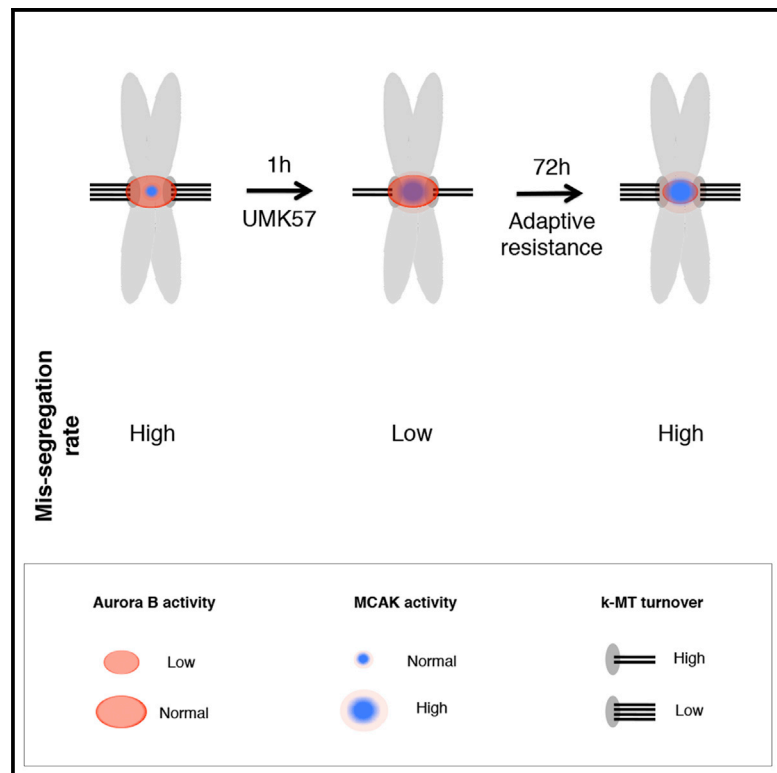 1h
UMK57
72h
Adaptive
resistance
Mis-segregation
rate
High
Low
High
Aurora B activity
MCAK activity
k-MT turnover
Low
Normal
High
Normal
High
Low